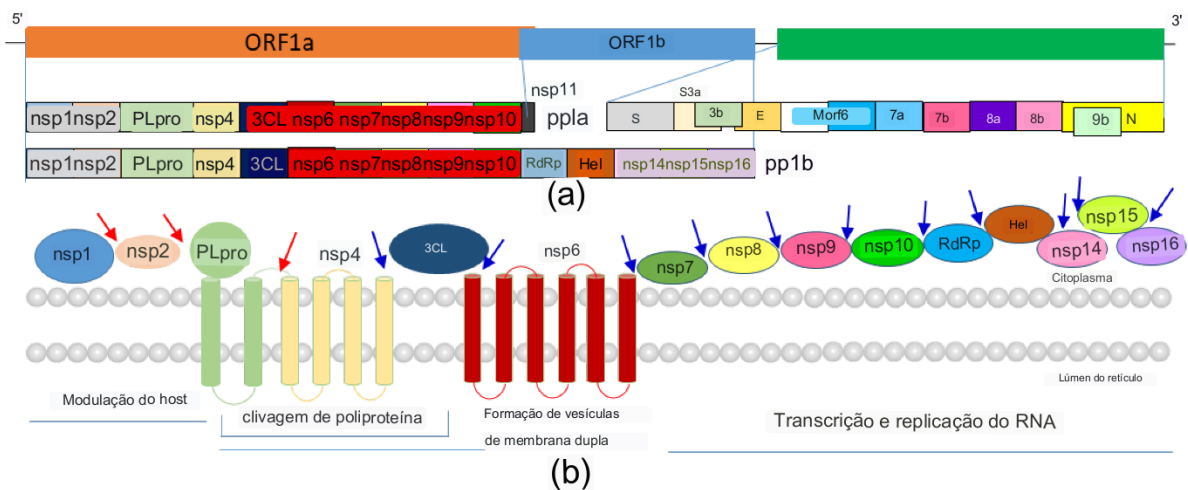 5' 3'
ORF1a ORF1b
nsp11
S3a
nsp1nsp2 PLpro nsp4 3CL nsp6 nsp7nsp8nsp9nsp10 ppla S 3b E Morf6 7a 7b 8a 8b 9b N
nsp1nsp2 PLpro nsp4 3CL nsp6 nsp7nsp8nsp9nsp10 RdRp Hel nsp14nsp15nsp16 pp1b
(a)
nsp1 nsp2 PLpro nsp4 3CL nsp6 nsp7 nsp8 nsp9 nsp10 RdRp Hel nsp14 nsp15 nsp16
Citoplasma
Lúmen do retículo
Modulação do host
clivagem de poliproteína
Formação de vesículas
de membrana dupla
Transcrição e replicação do RNA
(b)